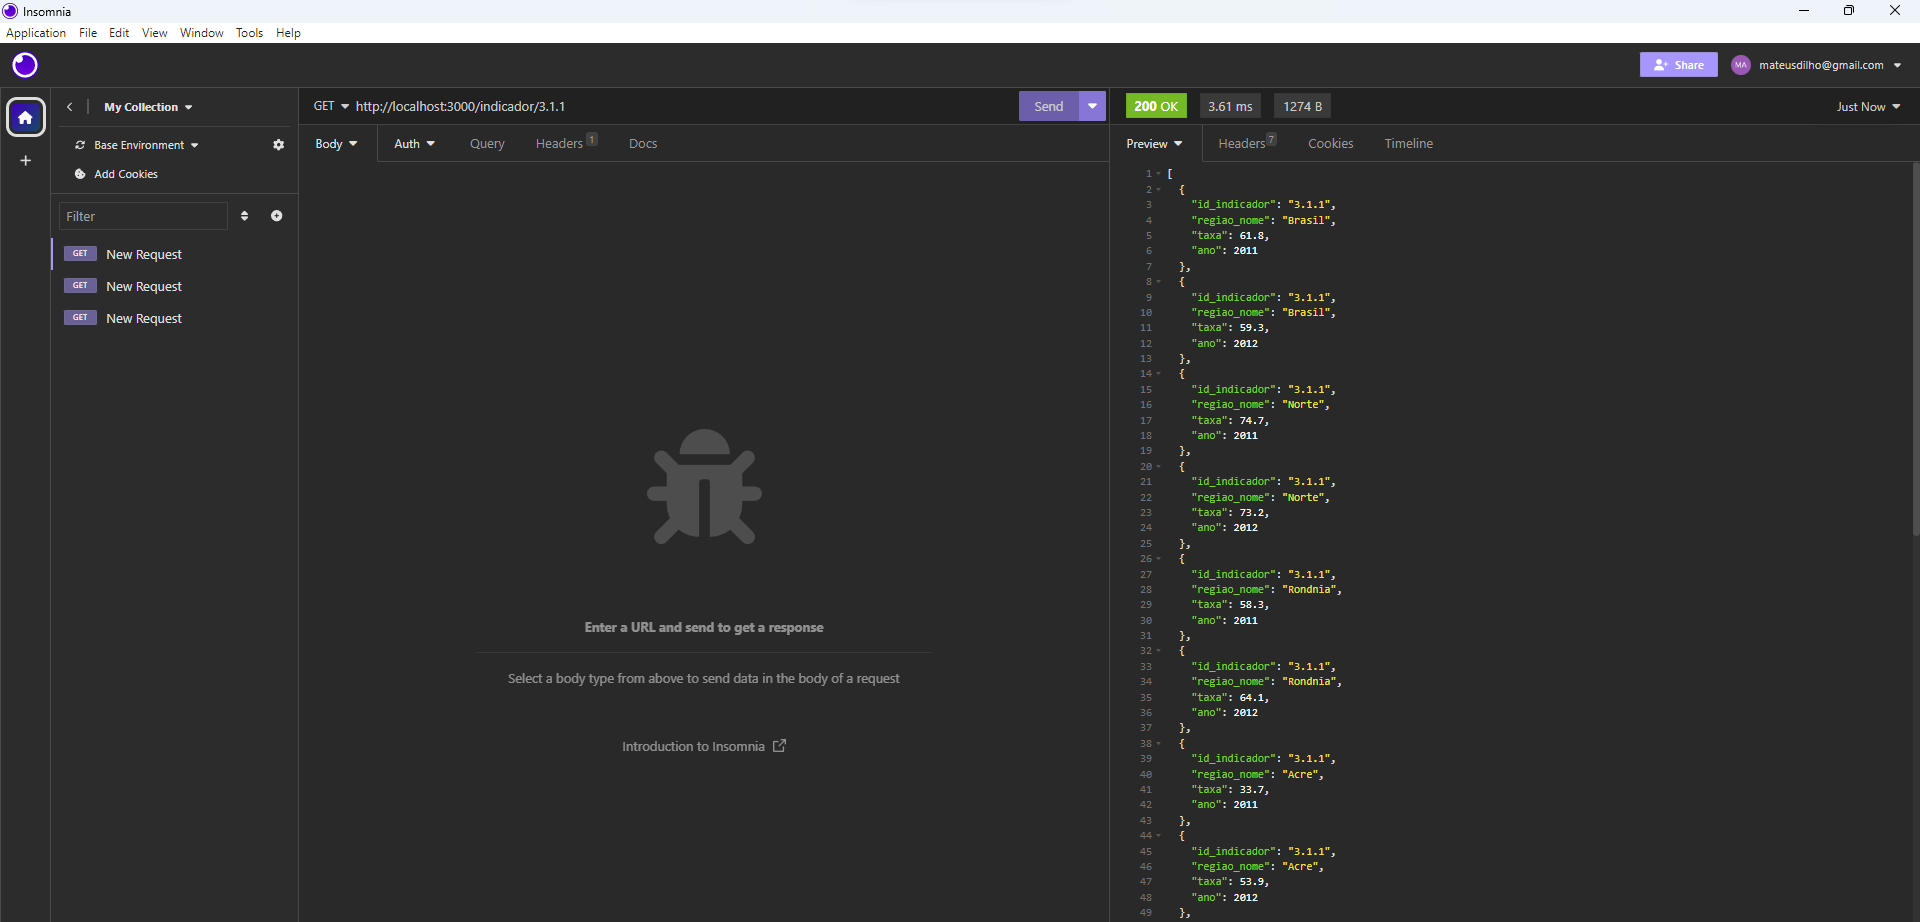 Insomnia
Application File Edit View Window Tools Help
Share
MA
mateusdilho@gmail.com
My Collection
GET http://localhost:3000/indicador/3.1.1
Send
200 OK
3.61 ms
1274 B
Just Now
Base Environment
Add Cookies
Filter
GET New Request
GET New Request
GET New Request
Body Auth Query Headers 1 Docs
Enter a URL and send to get a response
Select a body type from above to send data in the body of a request
Introduction to Insomnia
Preview Headers 7 Cookies Timeline
1 [
2 {
3 "id_indicador": "3.1.1",
4 "regiao_nome": "Brasil",
5 "taxa": 61.8,
6 "ano": 2011
7 },
8 {
9 "id_indicador": "3.1.1",
10 "regiao_nome": "Brasil",
11 "taxa": 59.3,
12 "ano": 2012
13 },
14 {
15 "id_indicador": "3.1.1",
16 "regiao_nome": "Norte",
17 "taxa": 74.7,
18 "ano": 2011
19 },
20 {
21 "id_indicador": "3.1.1",
22 "regiao_nome": "Norte",
23 "taxa": 73.2,
24 "ano": 2012
25 },
26 {
27 "id_indicador": "3.1.1",
28 "regiao_nome": "Rondnia",
29 "taxa": 58.3,
30 "ano": 2011
31 },
32 {
33 "id_indicador": "3.1.1",
34 "regiao_nome": "Rondnia",
35 "taxa": 64.1,
36 "ano": 2012
37 },
38 {
39 "id_indicador": "3.1.1",
40 "regiao_nome": "Acre",
41 "taxa": 33.7,
42 "ano": 2011
43 },
44 {
45 "id_indicador": "3.1.1",
46 "regiao_nome": "Acre",
47 "taxa": 53.9,
48 "ano": 2012
49 },